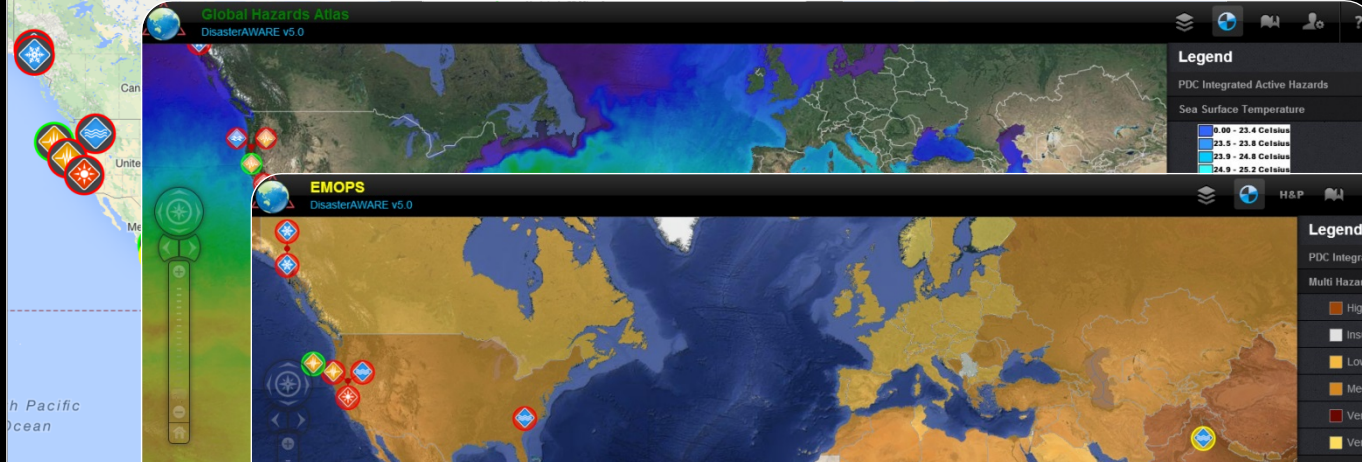 Global Hazards Atlas
DisasterAWARE v5.0
?
Legend
PDC Integrated Active Hazards
Sea Surface Temperature
0.00 - 23.4 Celsius
23.5 - 23.8 Celsius
23.9 - 24.8 Celsius
24.9 - 25.2 Celsius
Can
Unite
Me
h Pacific
Ocean
EMOPS
DisasterAWARE v5.0
H&P
Legend
PDC Integra
Multi Hazar
Hig
Ins
Lov
Me
Ver
Ver